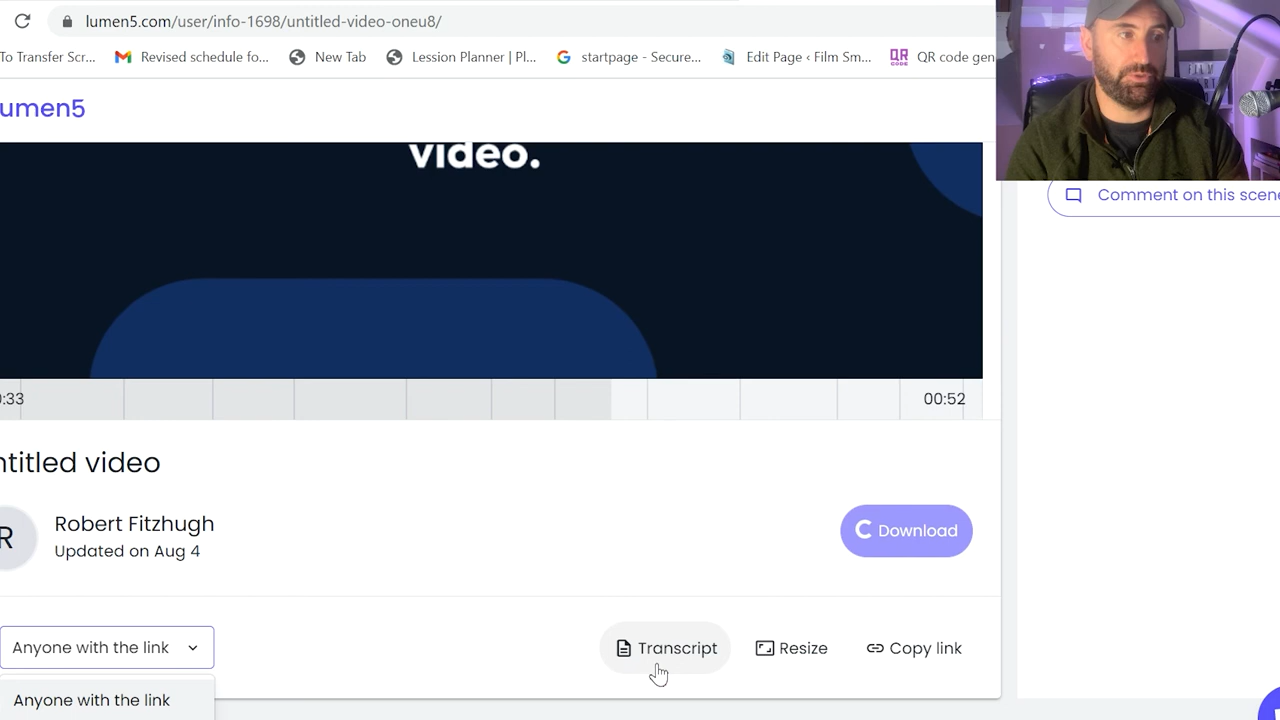 lumen5.com/user/info-1698/untitled-video-oneu8/
To Transfer Scr... Revised schedule fo... New Tab Lession Planner | Pl... startpage - Secure... Edit Page ‹ Film Sm... QR code gen
umen5
video.
Comment on this scene
:33 00:52
ntitled video
R Robert Fitzhugh
Updated on Aug 4
Download
Anyone with the link Transcript Resize Copy link
Anyone with the link